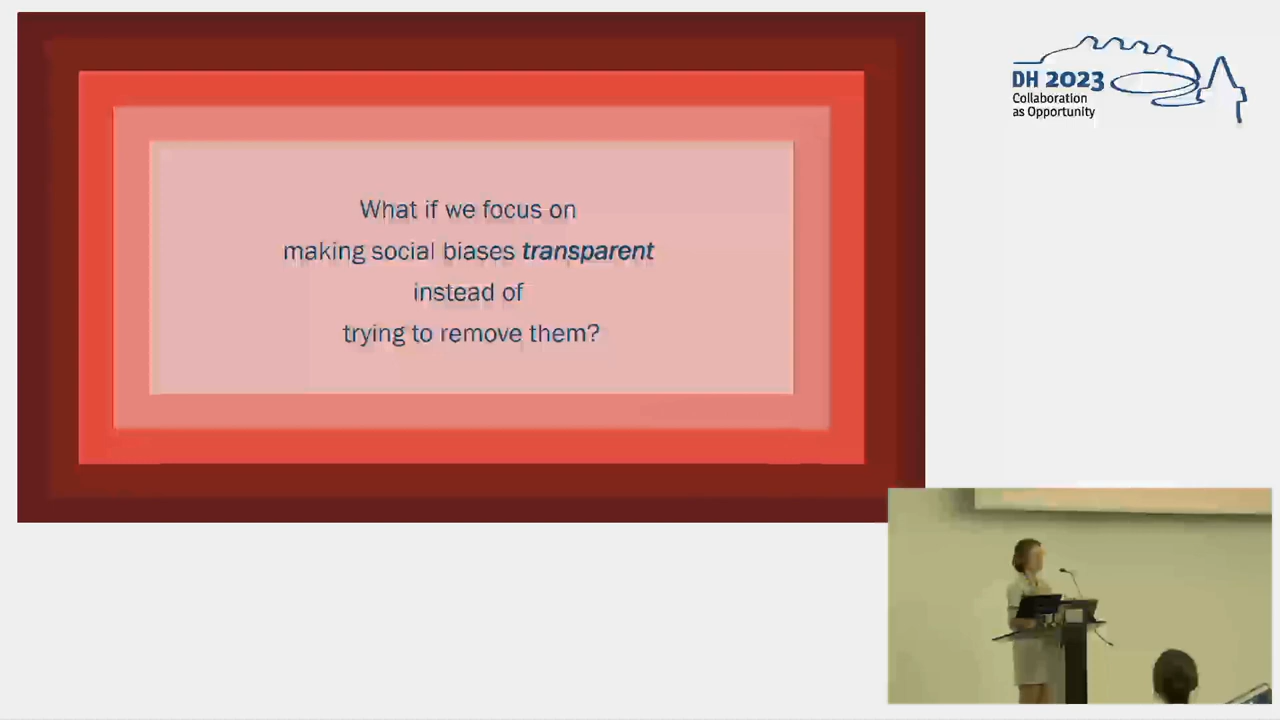 What if we focus on
making social biases transparent
instead of
trying to remove them?
DH 2023
Collaboration
as Opportunity